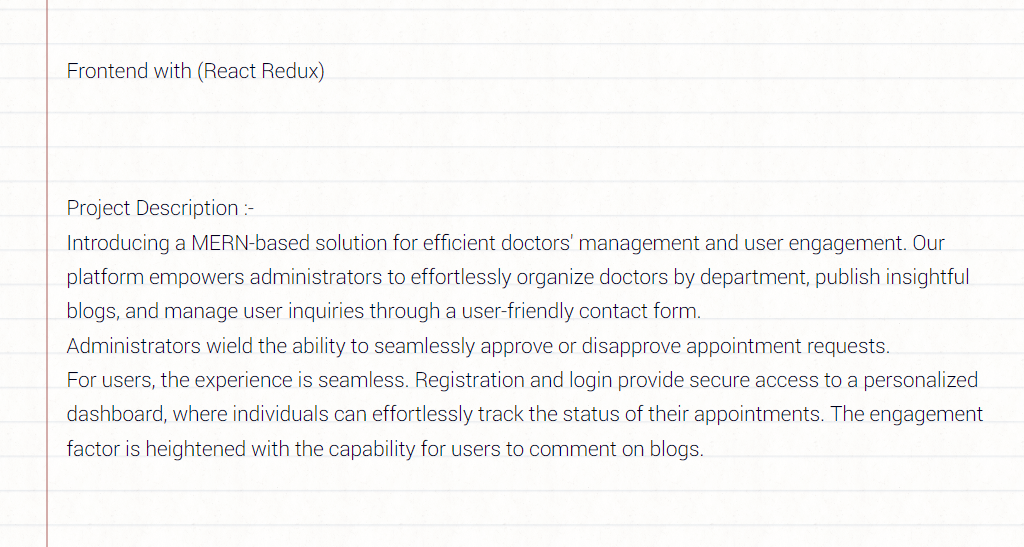 Frontend with (React Redux)
Project Description :-
Introducing a MERN-based solution for efficient doctors' management and user engagement. Our
platform empowers administrators to effortlessly organize doctors by department, publish insightful
blogs, and manage user inquiries through a user-friendly contact form.
Administrators wield the ability to seamlessly approve or disapprove appointment requests.
For users, the experience is seamless. Registration and login provide secure access to a personalized
dashboard, where individuals can effortlessly track the status of their appointments. The engagement
factor is heightened with the capability for users to comment on blogs.